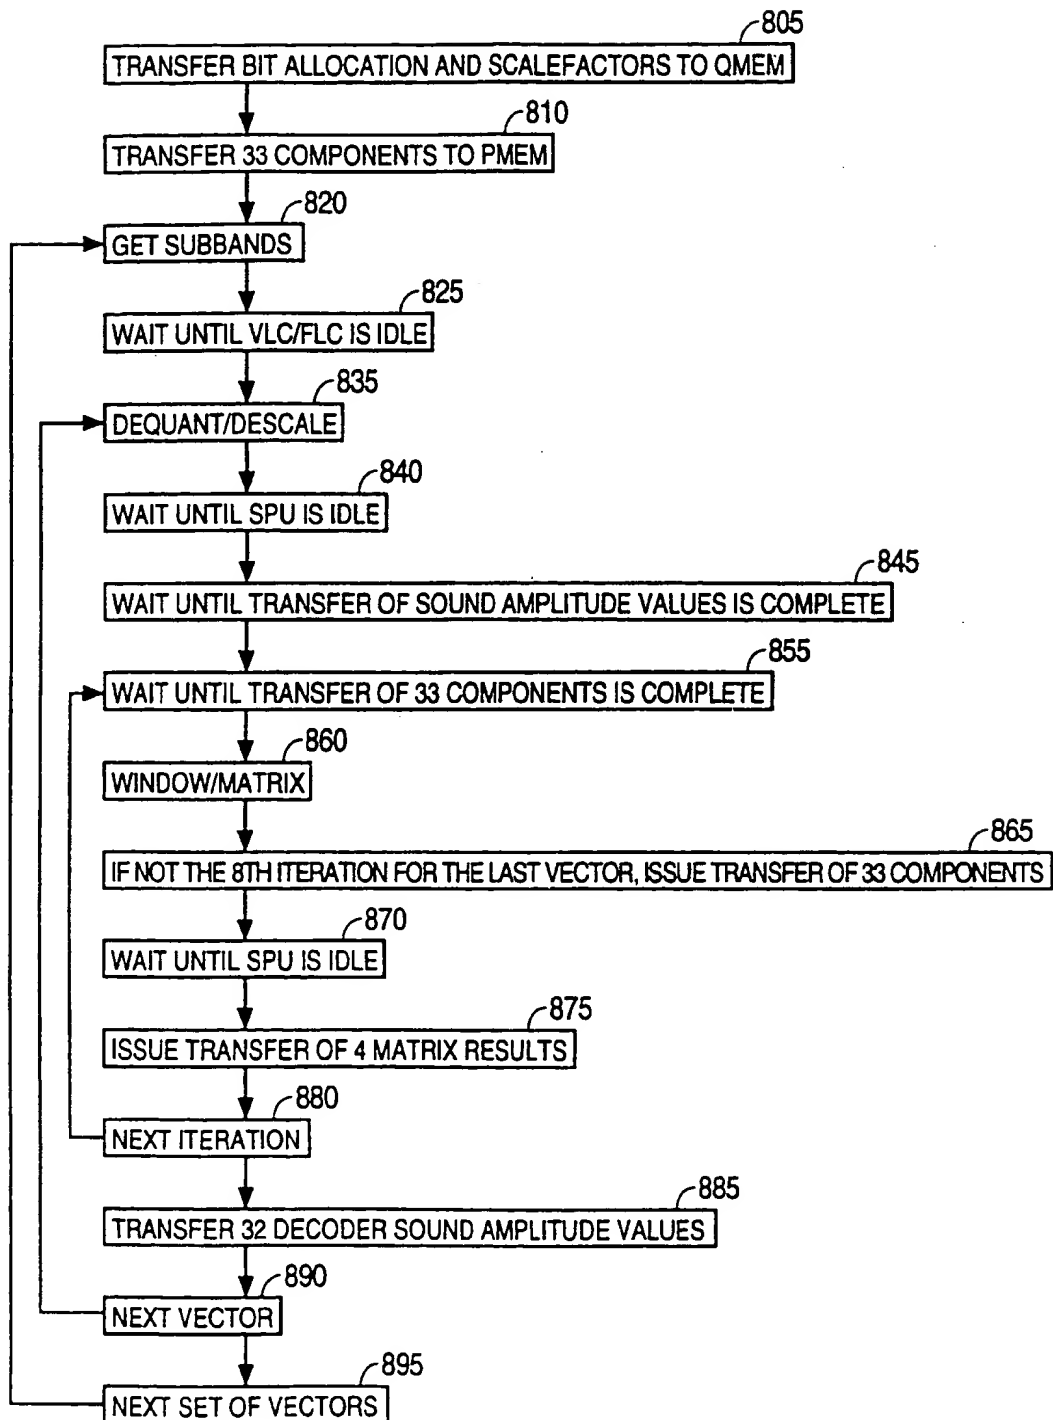 805
TRANSFER BIT ALLOCATION AND SCALEFACTORS TO QMEM
810
TRANSFER 33 COMPONENTS TO PMEM
820
GET SUBBANDS
825
WAIT UNTIL VLC/FLC IS IDLE
835
DEQUANT/DESCALE
840
WAIT UNTIL SPU IS IDLE
845
WAIT UNTIL TRANSFER OF SOUND AMPLITUDE VALUES IS COMPLETE
855
WAIT UNTIL TRANSFER OF 33 COMPONENTS IS COMPLETE
860
WINDOW/MATRIX
865
IF NOT THE 8TH ITERATION FOR THE LAST VECTOR, ISSUE TRANSFER OF 33 COMPONENTS
870
WAIT UNTIL SPU IS IDLE
875
ISSUE TRANSFER OF 4 MATRIX RESULTS
880
NEXT ITERATION
885
TRANSFER 32 DECODER SOUND AMPLITUDE VALUES
890
NEXT VECTOR
895
NEXT SET OF VECTORS